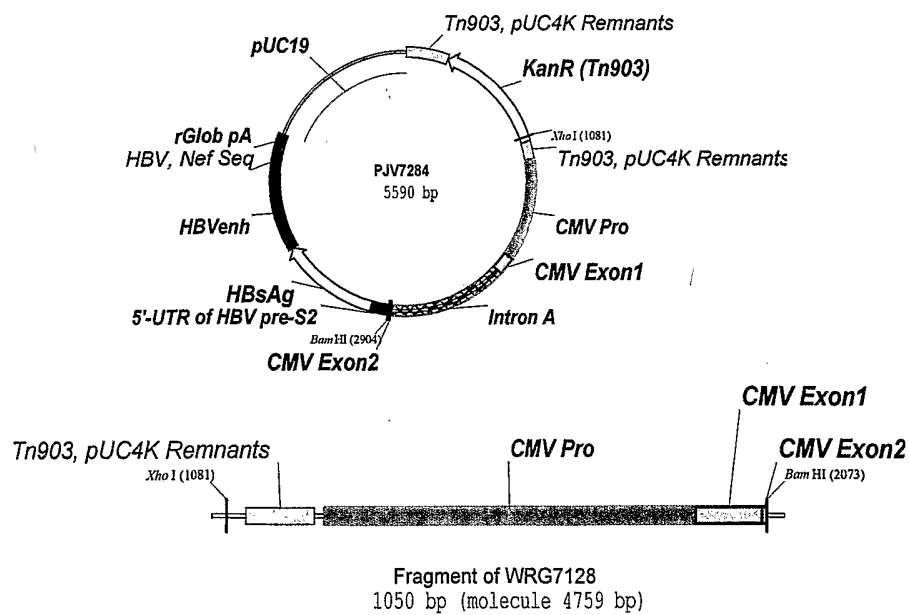 Tn903, pUC4K Remnants
pUC19
KanR (Tn903)
XhoI (1081)
rGlob pA
HBV, Nef Seq
Tn903, pUC4K Remnants
PJV7284
5590 bp
HBVenh
CMV Pro
CMV Exon1
HBsAg
5'-UTR of HBV pre-S2
Intron A
BamHI (2904)
CMV Exon2
CMV Exon1
Tn903, pUC4K Remnants
CMV Pro
CMV Exon2
XhoI (1081)
BamHI (2073)
Fragment of WRG7128
1050 bp (molecule 4759 bp)